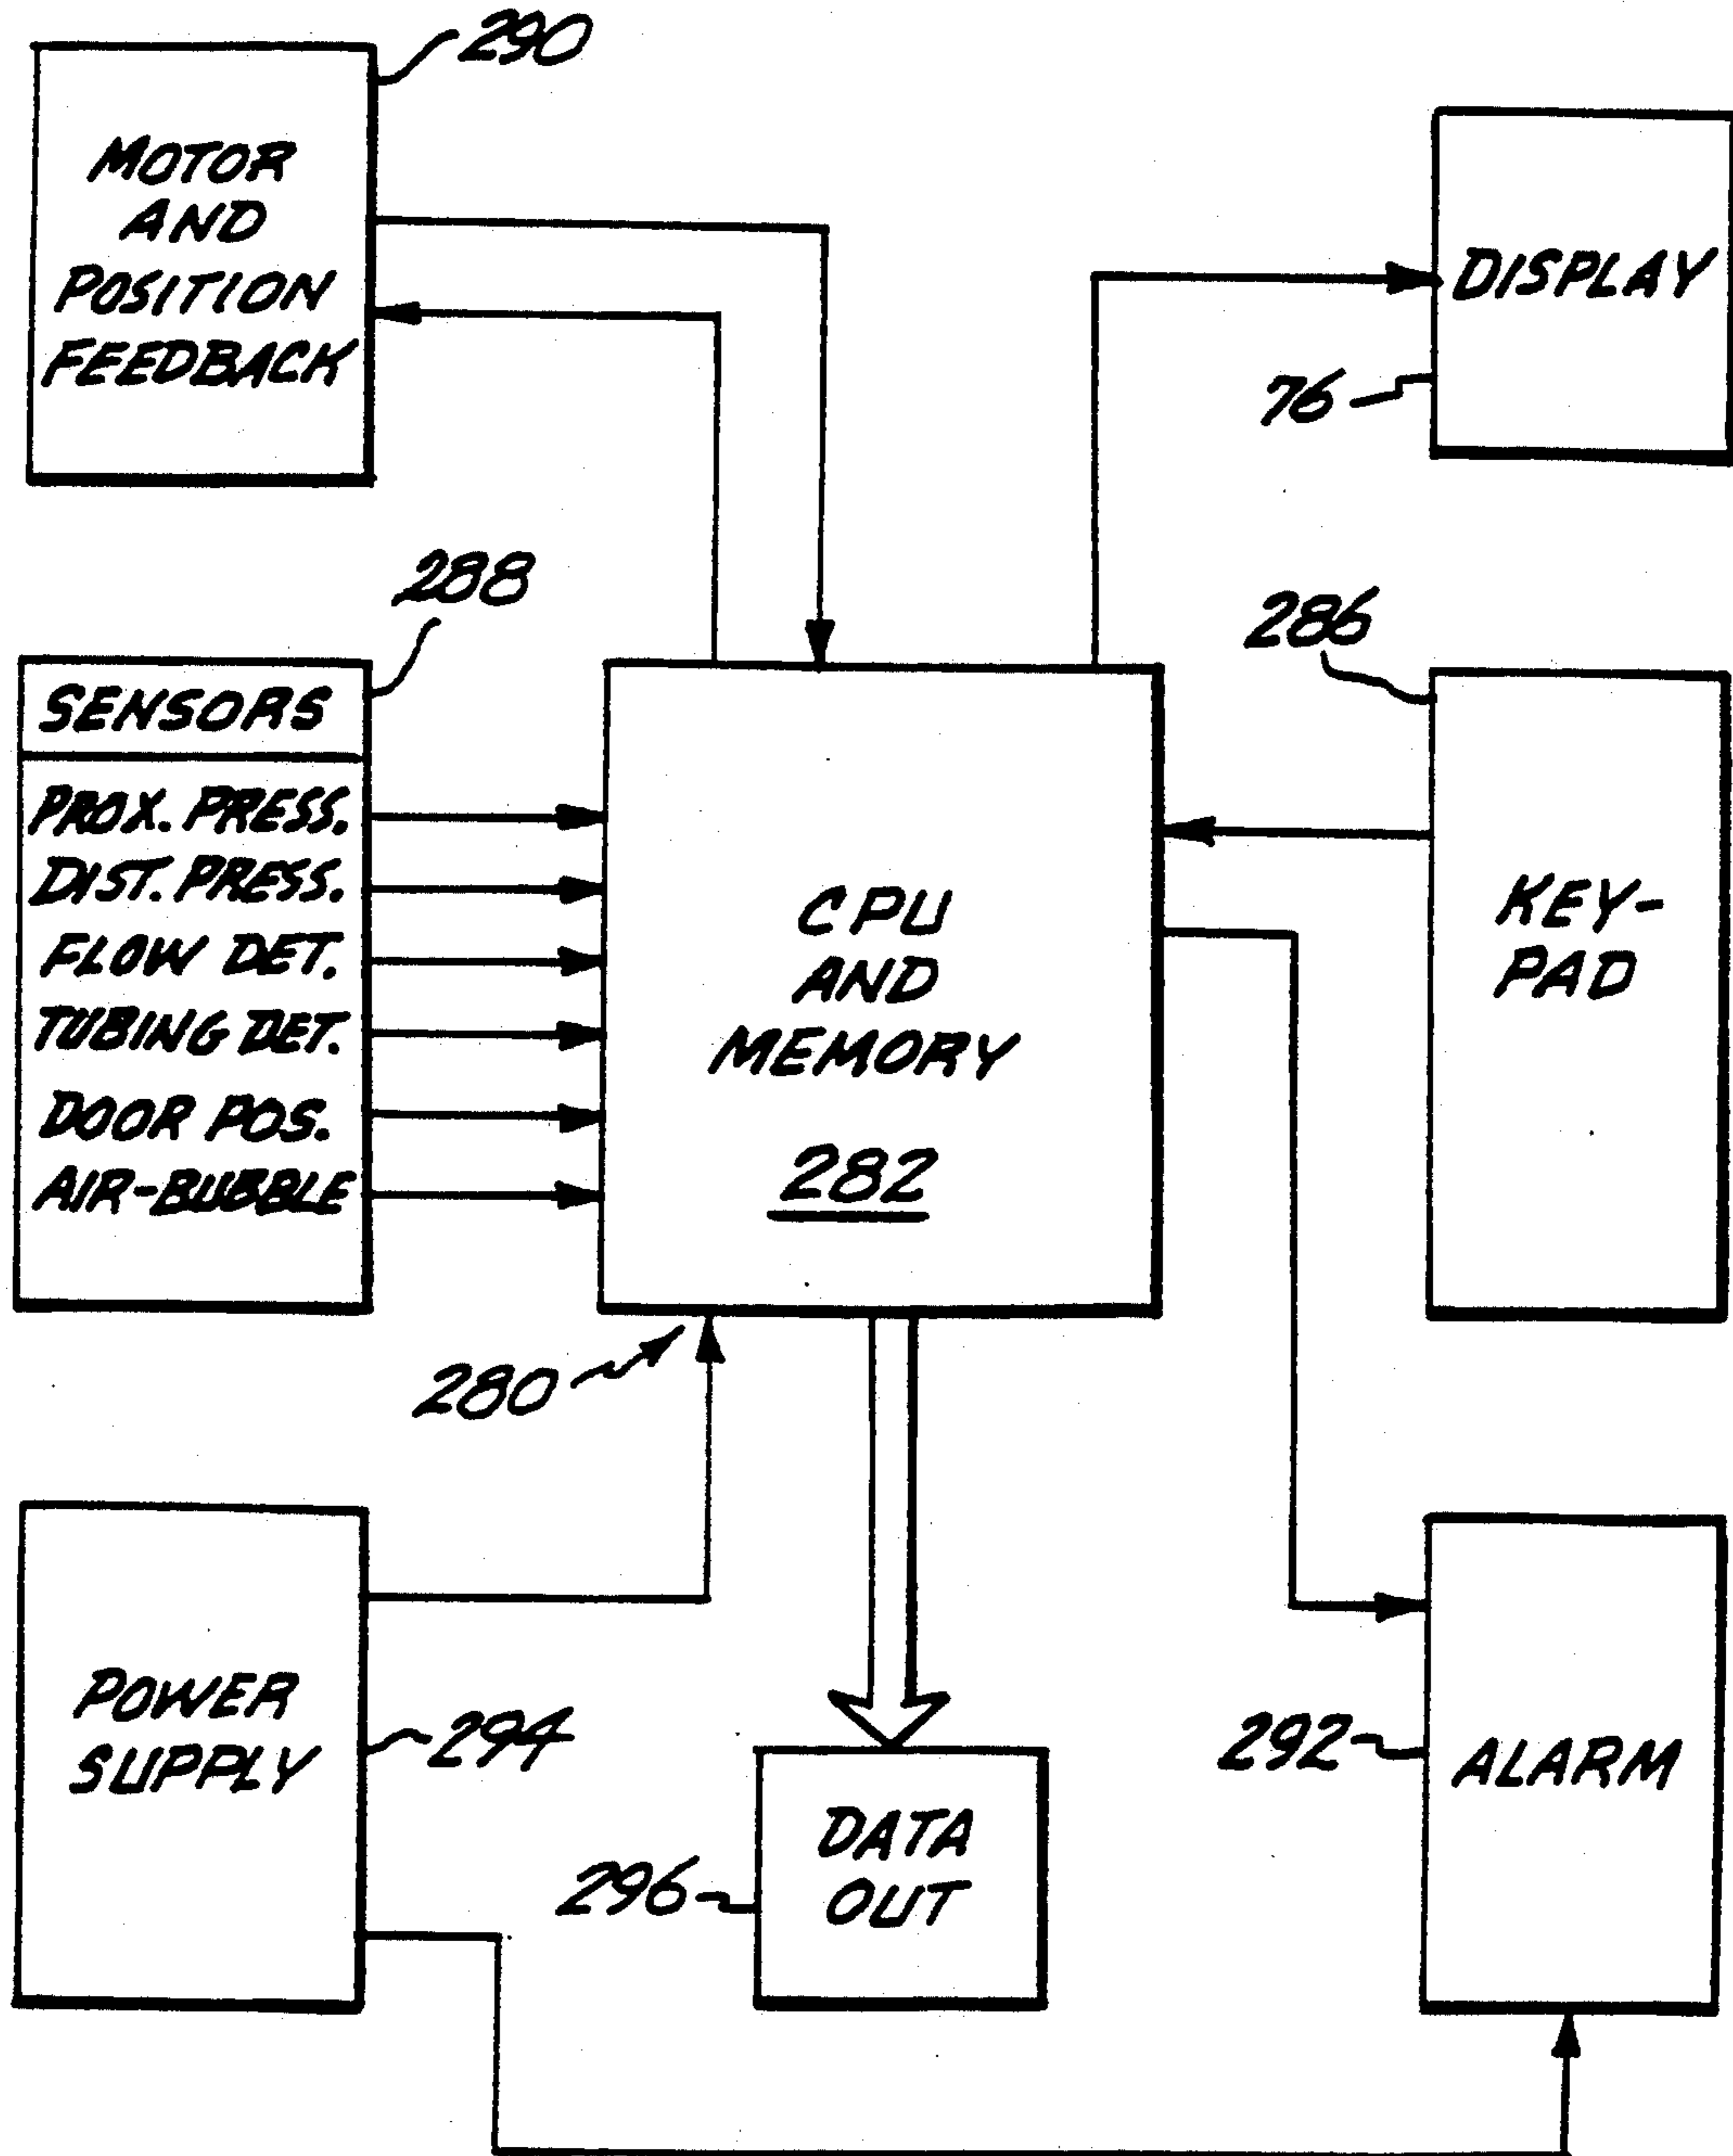 290
MOTOR
AND
POSITION
FEEDBACK
DISPLAY
76
288
SENSORS
PROX. PRESS.
DIST. PRESS.
FLOW DET.
TUBING DET.
DOOR POS.
AIR-BUBBLE
CPU
AND
MEMORY
282
286
KEY-
PAD
280
POWER
SUPPLY
294
DATA
OUT
296
292
ALARM